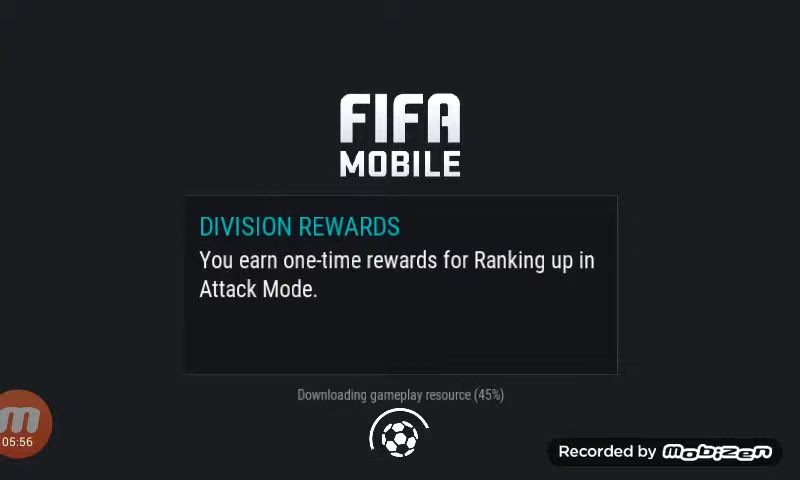 FIFA
MOBILE
DIVISION REWARDS
You earn one-time rewards for Ranking up in
Attack Mode.
Downloading gameplay resource (45%)
m
05:56
Recorded by mobizen